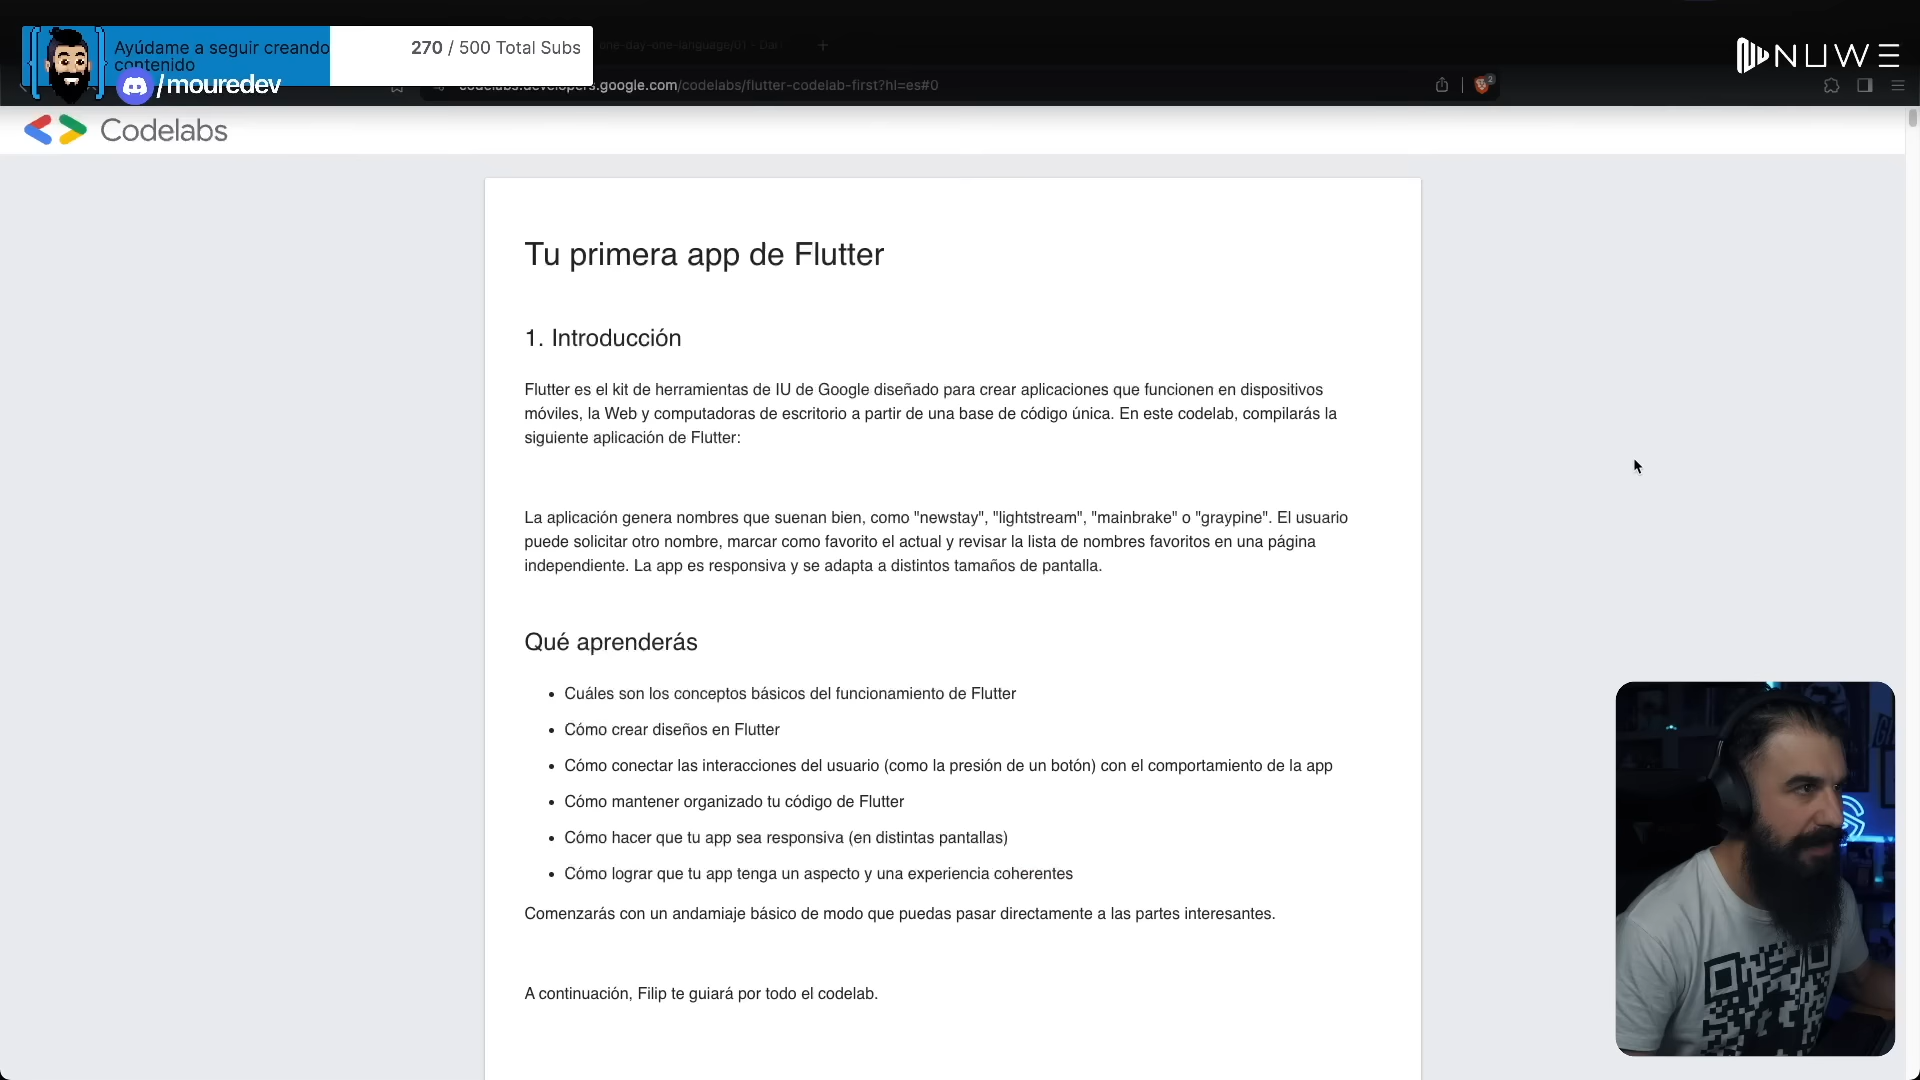 Ayúdame a seguir creando
contenido
/mouredev
270 / 500 Total Subs
one-day-one-language/01 - Dar
codelabs.developers.google.com/codelabs/flutter-codelab-first?hl=es#0
2
NUWE
Codelabs
Tu primera app de Flutter
1. Introducción
Flutter es el kit de herramientas de IU de Google diseñado para crear aplicaciones que funcionen en dispositivos
móviles, la Web y computadoras de escritorio a partir de una base de código única. En este codelab, compilarás la
siguiente aplicación de Flutter:
La aplicación genera nombres que suenan bien, como "newstay", "lightstream", "mainbrake" o "graypine". El usuario
puede solicitar otro nombre, marcar como favorito el actual y revisar la lista de nombres favoritos en una página
independiente. La app es responsiva y se adapta a distintos tamaños de pantalla.
Qué aprenderás
• Cuáles son los conceptos básicos del funcionamiento de Flutter
• Cómo crear diseños en Flutter
• Cómo conectar las interacciones del usuario (como la presión de un botón) con el comportamiento de la app
• Cómo mantener organizado tu código de Flutter
• Cómo hacer que tu app sea responsiva (en distintas pantallas)
• Cómo lograr que tu app tenga un aspecto y una experiencia coherentes
Comenzarás con un andamiaje básico de modo que puedas pasar directamente a las partes interesantes.
A continuación, Filip te guiará por todo el codelab.